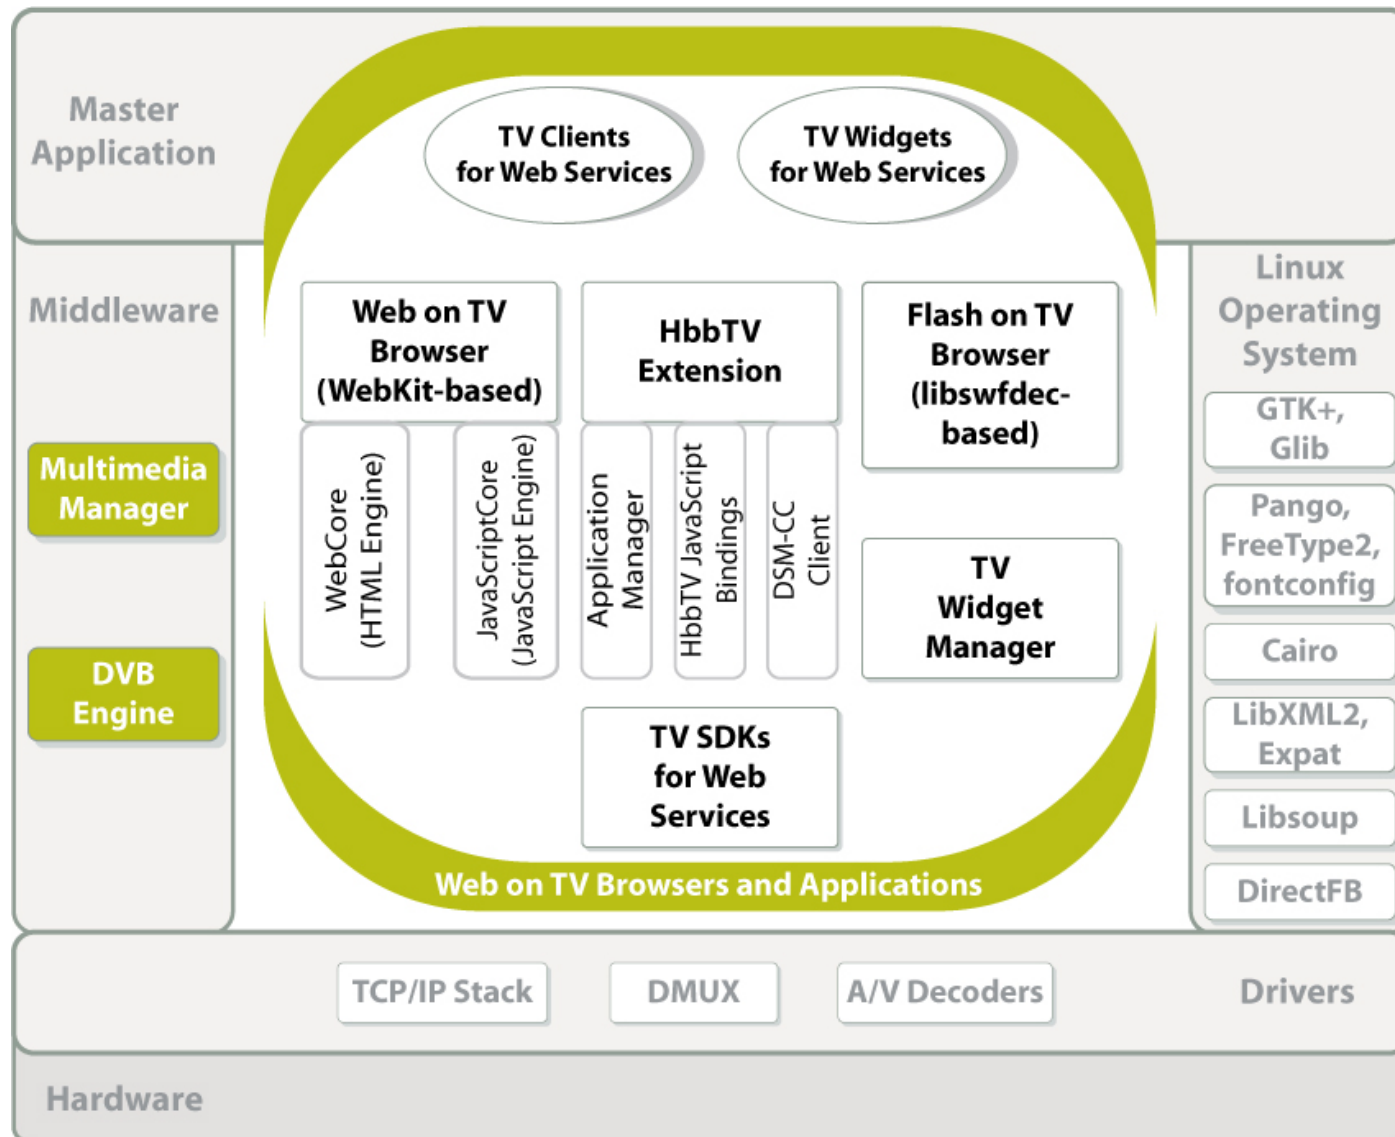 Master
Application
TV Clients
for Web Services
TV Widgets
for Web Services
Middleware
Multimedia
Manager
DVB
Engine
Web on TV
Browser
(WebKit-based)
WebCore
(HTML Engine)
JavaScriptCore
(JavaScript Engine)
HbbTV
Extension
Application
Manager
HbbTV JavaScript
Bindings
DSM-CC
Client
Flash on TV
Browser
(libswfdec-
based)
TV
Widget
Manager
TV SDKs
for Web
Services
Web on TV Browsers and Applications
Linux
Operating
System
GTK+,
Glib
Pango,
FreeType2,
fontconfig
Cairo
LibXML2,
Expat
Libsoup
DirectFB
TCP/IP Stack
DMUX
A/V Decoders
Drivers
Hardware